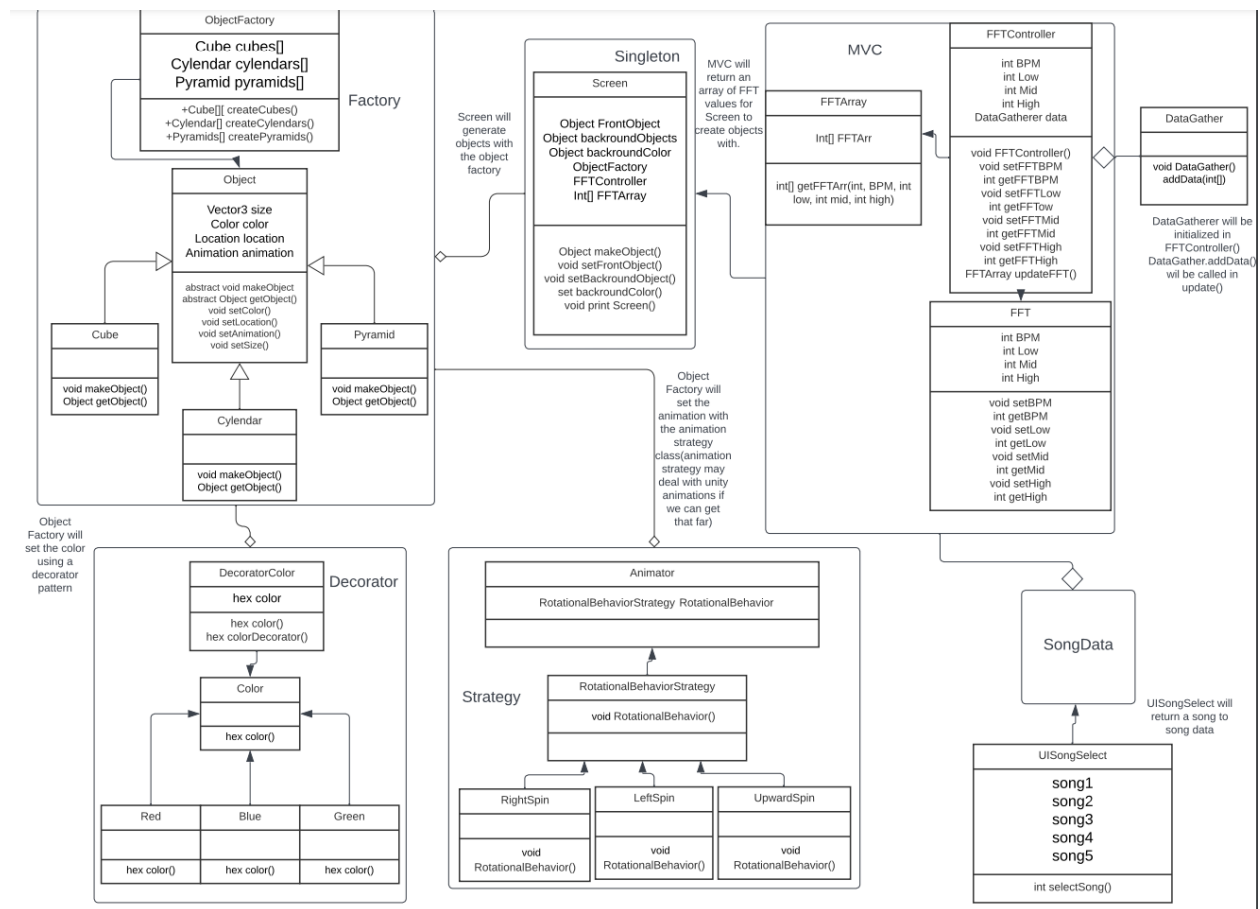 ObjectFactory
Cube cubes[]
Cylendar cylendars[]
Pyramid pyramids[]
+Cube[][ createCubes()
+Cylendar[] createCylendars()
+Pyramids[] createPyramids()
Factory
Object
Vector3 size
Color color
Location location
Animation animation
abstract void makeObject
abstract Object getObject()
void setColor()
void setLocation()
void setAnimation()
void setSize()
Cube
void makeObject()
Object getObject()
Pyramid
void makeObject()
Object getObject()
Cylendar
void makeObject()
Object getObject()
Screen will
generate
objects with
the object
factory
Singleton
Screen
Object FrontObject
Object backroundObjects
Object backroundColor
ObjectFactory
FFTController
Int[] FFTArray
Object makeObject()
void setFrontObject()
void setBackroundObject()
set backroundColor()
void print Screen()
MVC will
return an
array of FFT
values for
Screen to
create objects
with.
MVC
FFTArray
Int[] FFTArr
int[] getFFTArr(int, BPM, int
low, int mid, int high)
FFTController
int BPM
int Low
int Mid
int High
DataGatherer data
void FFTController()
void setFFTBPM
int getFFTBPM
void setFFTLow
int getFFTow
void setFFTMid
int getFFTMid
void setFFTHigh
int getFFTHigh
FFTArray updateFFT()
DataGather
void DataGather()
addData(int[])
DataGatherer will be
initialized in
FFTController()
DataGather.addData()
wil be called in
update()
FFT
int BPM
int Low
int Mid
int High
void setBPM
int getBPM
void setLow
int getLow
void setMid
int getMid
void setHigh
int getHigh
Object
Factory will
set the
animation with
the animation
strategy
class(animation
strategy may
deal with unity
animations if
we can get
that far)
Object
Factory will
set the color
using a
decorator
pattern
Decorator
DecoratorColor
hex color
hex color()
hex colorDecorator()
Color
hex color()
Red
hex color()
Blue
hex color()
Green
hex color()
Strategy
Animator
RotationalBehaviorStrategy RotationalBehavior
RotationalBehaviorStrategy
void RotationalBehavior()
RightSpin
void
RotationalBehavior()
LeftSpin
void
RotationalBehavior()
UpwardSpin
void
RotationalBehavior()
SongData
UISongSelect will
return a song to
song data
UISongSelect
song1
song2
song3
song4
song5
int selectSong()